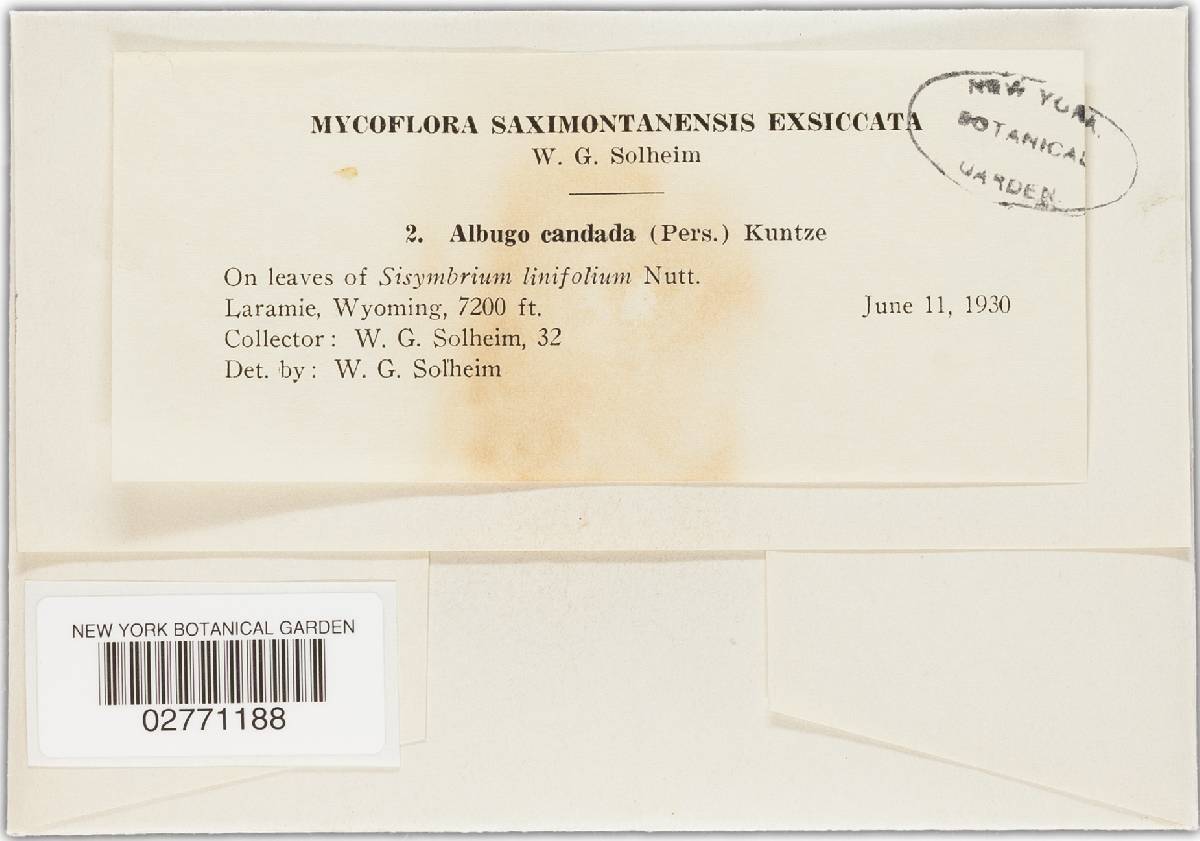 MYCOFLORA SAXIMONTANENSIS EXSICCATA
W. G. Solheim
NEW YORK
BOTANICAL
GARDEN
2. Albugo candada (Pers.) Kuntze
On leaves of Sisymbrium linifolium Nutt.
Laramie, Wyoming, 7200 ft. June 11, 1930
Collector: W. G. Solheim, 32
Det. by: W. G. Solheim
NEW YORK BOTANICAL GARDEN
02771188